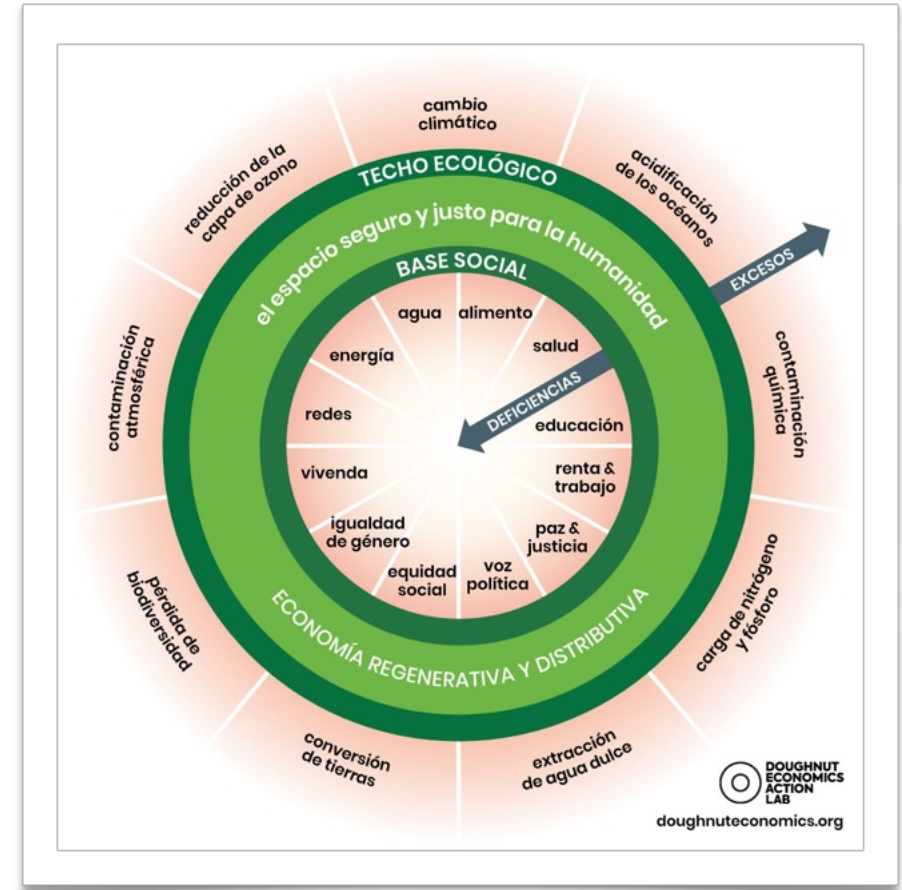 cambio
climático
acidificación
de los océanos
EXCESOS
contaminación
química
carga de nitrógeno
y fósforo
extracción
de agua dulce
conversión
de tierras
pérdida de
biodiversidad
contaminación
atmosférica
reducción de la
capa de ozono
TECHO ECOLÓGICO
el espacio seguro y justo para la humanidad
BASE SOCIAL
agua
alimento
salud
DEFICIENCIAS
educación
renta &
trabajo
paz &
justicia
voz
política
equidad
social
igualdad
de género
vivienda
redes
energía
ECONOMÍA REGENERATIVA Y DISTRIBUTIVA
DOUGHNUT
ECONOMICS
ACTION
LAB
doughnuteconomics.org